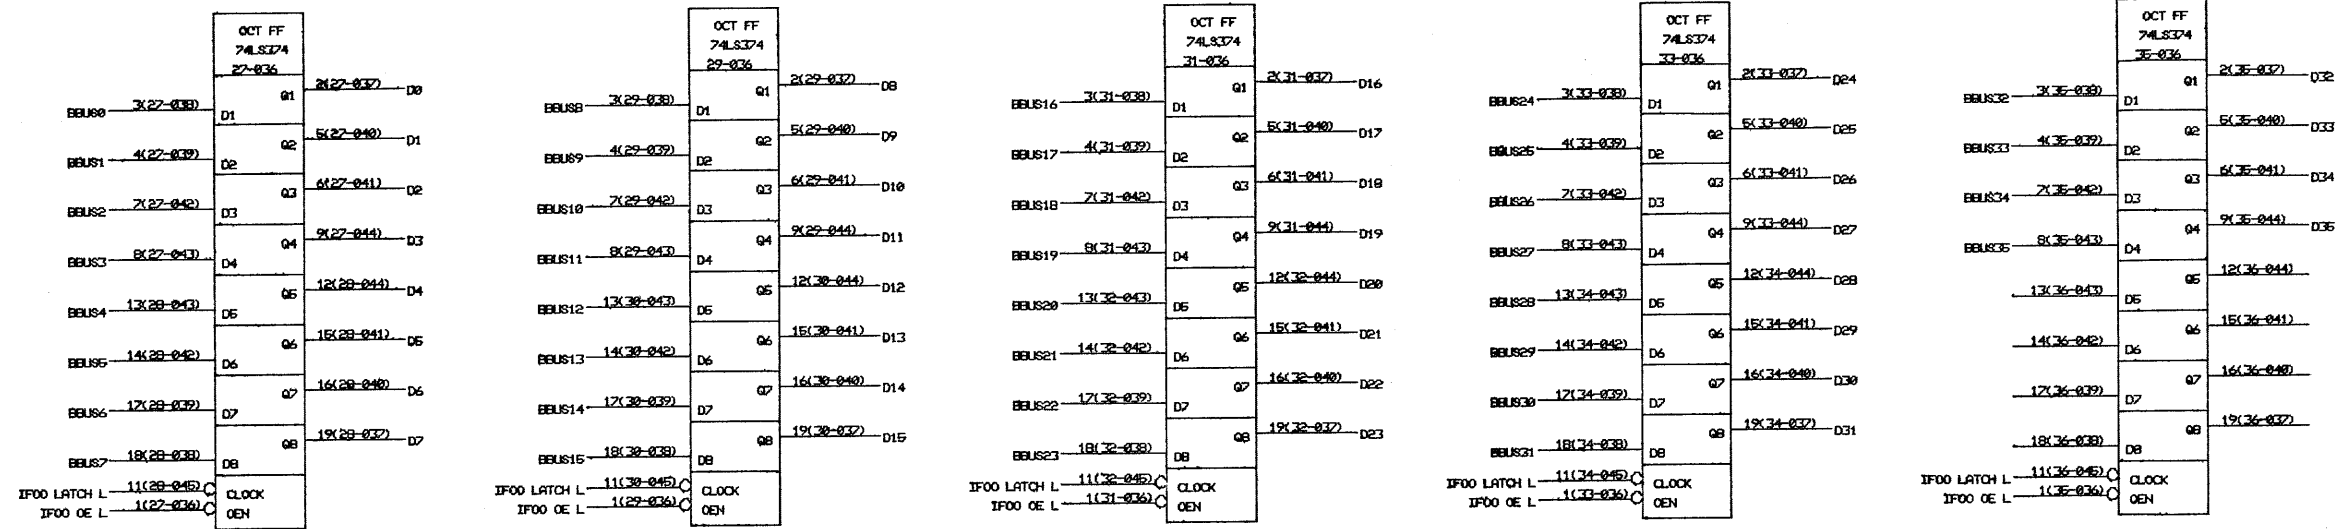 OCT FF
74LS374
27-036
Q1 2(27-037) D0
BBUS0 3(27-038) D1
Q2 5(27-040) D1
BBUS1 4(27-039) D2
Q3 6(27-041) D2
BBUS2 7(27-042) D3
Q4 9(27-044) D3
BBUS3 8(27-043) D4
Q5 12(28-044) D4
BBUS4 13(28-043) D5
Q6 15(28-041) D5
BBUS5 14(28-042) D6
Q7 16(28-040) D6
BBUS6 17(28-039) D7
Q8 19(28-037) D7
BBUS7 18(28-038) D8
IFOO LATCH L 11(28-045) CLOCK
IFOO OE L 1(27-036) OEN
OCT FF
74LS374
29-036
Q1 2(29-037) D8
BBUS8 3(29-038) D1
Q2 5(29-040) D9
BBUS9 4(29-039) D2
Q3 6(29-041) D10
BBUS10 7(29-042) D3
Q4 9(29-044) D11
BBUS11 8(29-043) D4
Q5 12(30-044) D12
BBUS12 13(30-043) D5
Q6 15(30-041) D13
BBUS13 14(30-042) D6
Q7 16(30-040) D14
BBUS14 17(30-039) D7
Q8 19(30-037) D15
BBUS15 18(30-038) D8
IFOO LATCH L 11(30-045) CLOCK
IFOO OE L 1(29-036) OEN
OCT FF
74LS374
31-036
Q1 2(31-037) D16
BBUS16 3(31-038) D1
Q2 5(31-040) D17
BBUS17 4(31-039) D2
Q3 6(31-041) D18
BBUS18 7(31-042) D3
Q4 9(31-044) D19
BBUS19 8(31-043) D4
Q5 12(32-044) D20
BBUS20 13(32-043) D5
Q6 15(32-041) D21
BBUS21 14(32-042) D6
Q7 16(32-040) D22
BBUS22 17(32-039) D7
Q8 19(32-037) D23
BBUS23 18(32-038) D8
IFOO LATCH L 11(32-045) CLOCK
IFOO OE L 1(31-036) OEN
OCT FF
74LS374
33-036
Q1 2(33-037) D24
BBUS24 3(33-038) D1
Q2 5(33-040) D25
BBUS25 4(33-039) D2
Q3 6(33-041) D26
BBUS26 7(33-042) D3
Q4 9(33-044) D27
BBUS27 8(33-043) D4
Q5 12(34-044) D28
BBUS28 13(34-043) D5
Q6 15(34-041) D29
BBUS29 14(34-042) D6
Q7 16(34-040) D30
BBUS30 17(34-039) D7
Q8 19(34-037) D31
BBUS31 18(34-038) D8
IFOO LATCH L 11(34-045) CLOCK
IFOO OE L 1(33-036) OEN
OCT FF
74LS374
35-036
Q1 2(35-037) D32
BBUS32 3(35-038) D1
Q2 5(35-040) D33
BBUS33 4(35-039) D2
Q3 6(35-041) D34
BBUS34 7(35-042) D3
Q4 9(35-044) D35
BBUS35 8(35-043) D4
Q5 12(36-044)
13(36-043) D5
Q6 15(36-041)
14(36-042) D6
Q7 16(36-040)
17(36-039) D7
Q8 19(36-037)
18(36-038) D8
IFOO LATCH L 11(36-045) CLOCK
IFOO OE L 1(35-036) OEN